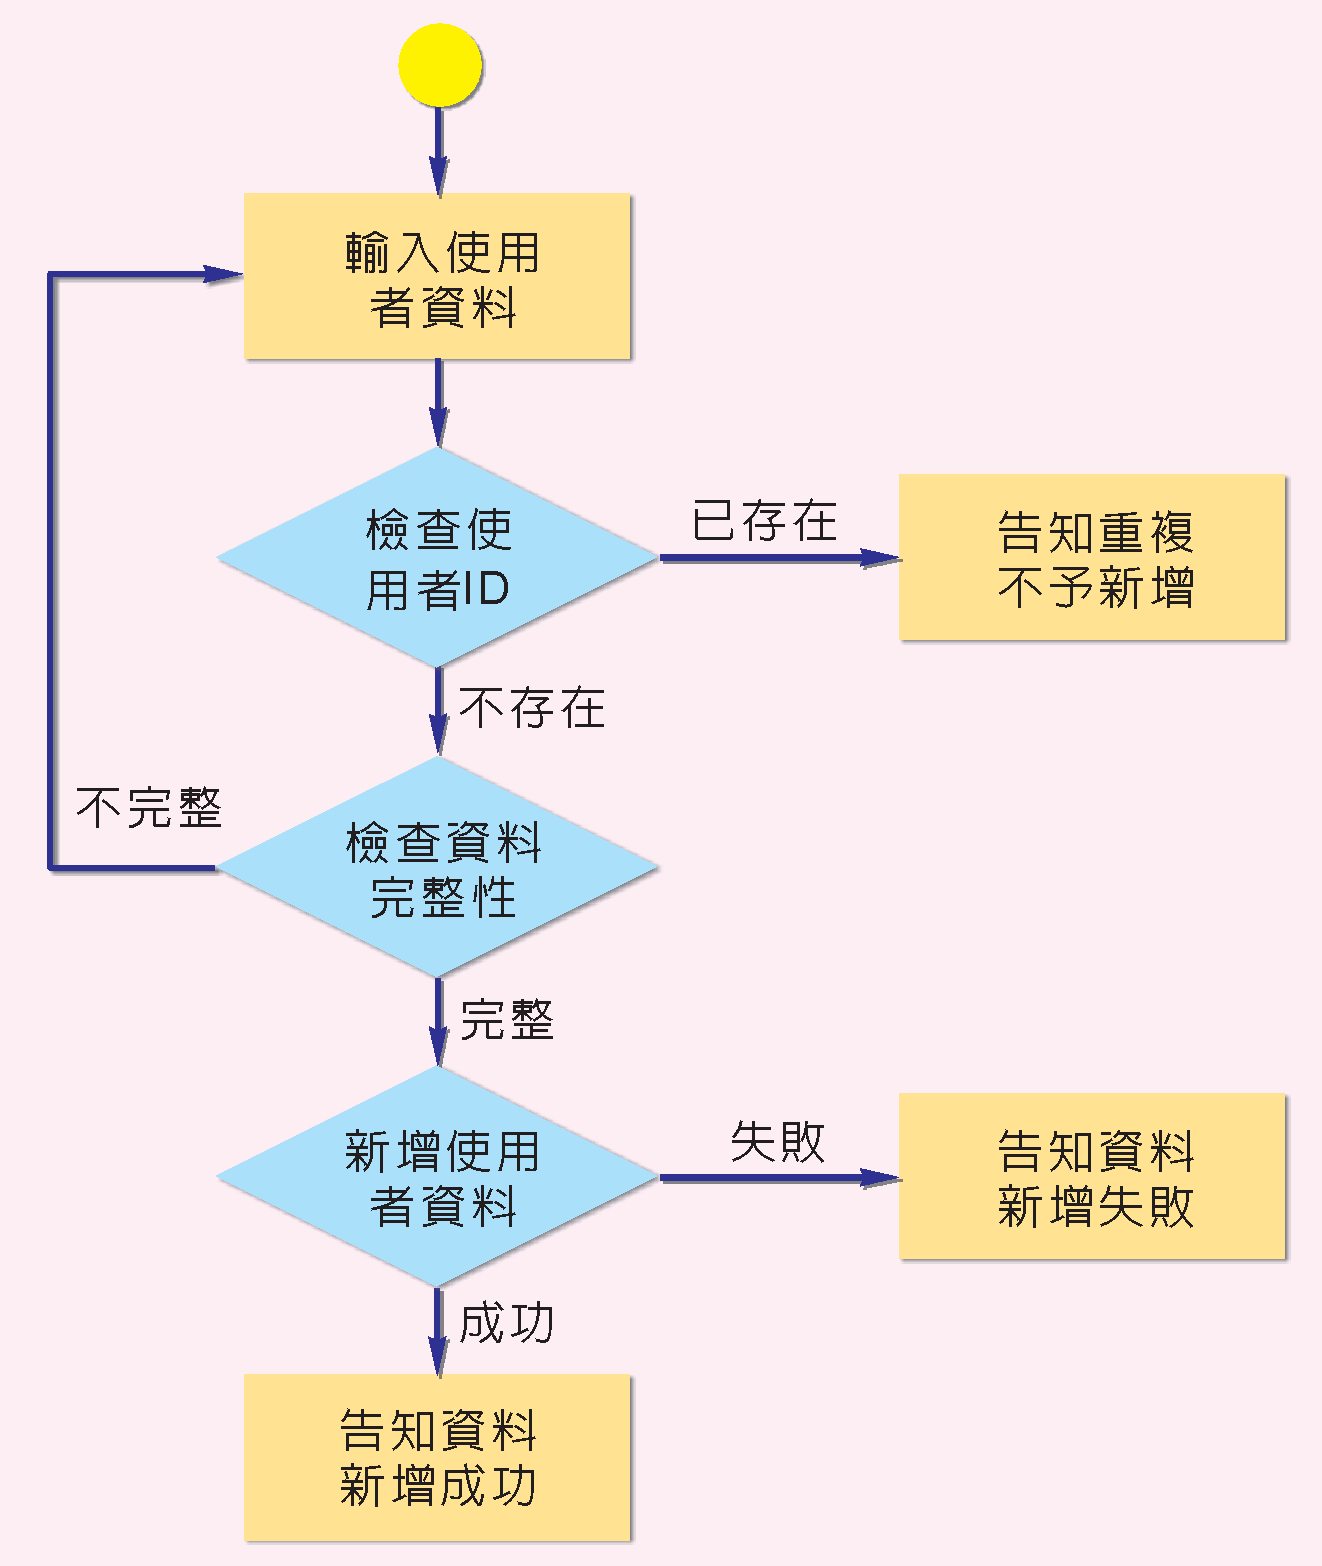 輸入使用
者資料
檢查使
用者ID
已存在
告知重複
不予新增
不存在
不完整
檢查資料
完整性
完整
新增使用
者資料
失敗
告知資料
新增失敗
成功
告知資料
新增成功